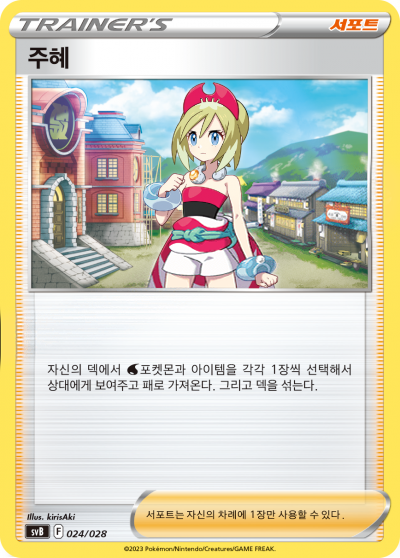 TRAINER'S
서포트
주혜
자신의 덱에서 포켓몬과 아이템을 각각 1장씩 선택해서
상대에게 보여주고 패로 가져온다. 그리고 덱을 섞는다.
Illus. kirisAki
svB F 024/028
서포트는 자신의 차례에 1장만 사용할 수 있다.
©2023 Pokémon/Nintendo/Creatures/GAME FREAK.